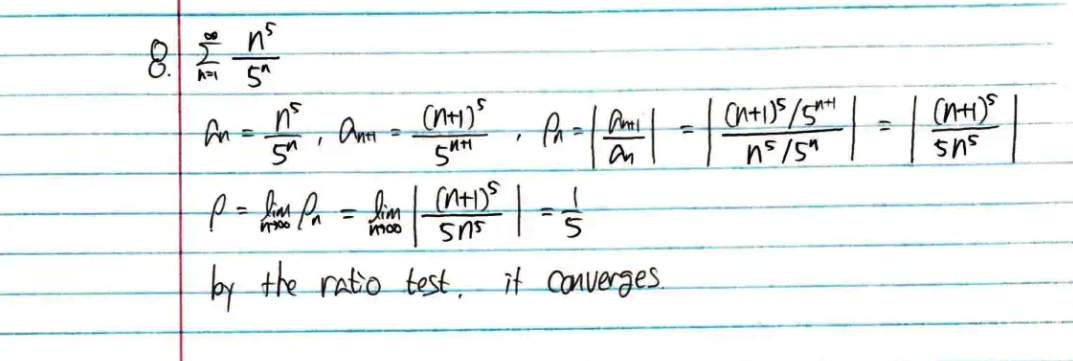 8. \sum_{n=1}^{\infty} \frac{n^5}{5^n}
a_n = \frac{n^5}{5^n}, a_{n+1} = \frac{(n+1)^5}{5^{n+1}}, \rho_n = \left|\frac{a_{n+1}}{a_n}\right| = \left|\frac{(n+1)^5/5^{n+1}}{n^5/5^n}\right| = \left|\frac{(n+1)^5}{5n^5}\right|
\rho = \lim_{n\to\infty} \rho_n = \lim_{n\to\infty} \left|\frac{(n+1)^5}{5n^5}\right| = \frac{1}{5}
by the ratio test, it converges.